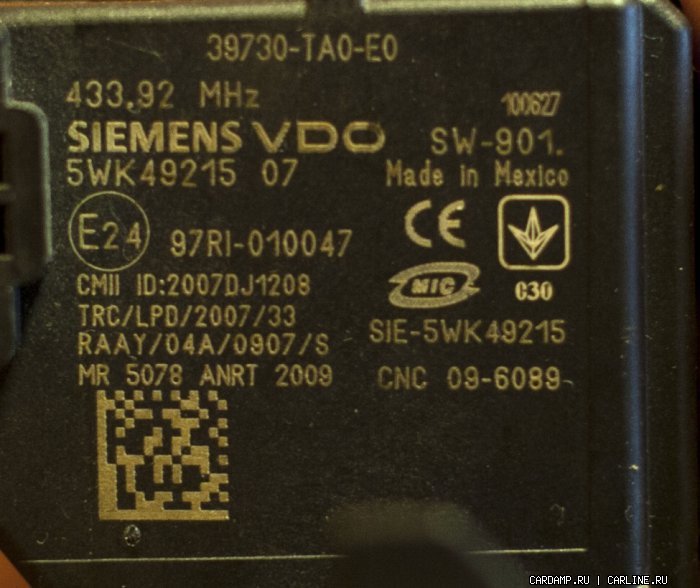 39730-TA0-E0
433.92 MHz
100627
SIEMENS VDO
SW-901.
5WK49215 07
Made in Mexico
E24
97RI-010047
CE
CMII ID:2007DJ1208
MIC
C30
TRC/LPD/2007/33
SIE-5WK49215
RAAY/04A/0907/S
MR 5078 ANRT 2009
CNC 09-6089
CARDAMP.RU | CARLINE.RU